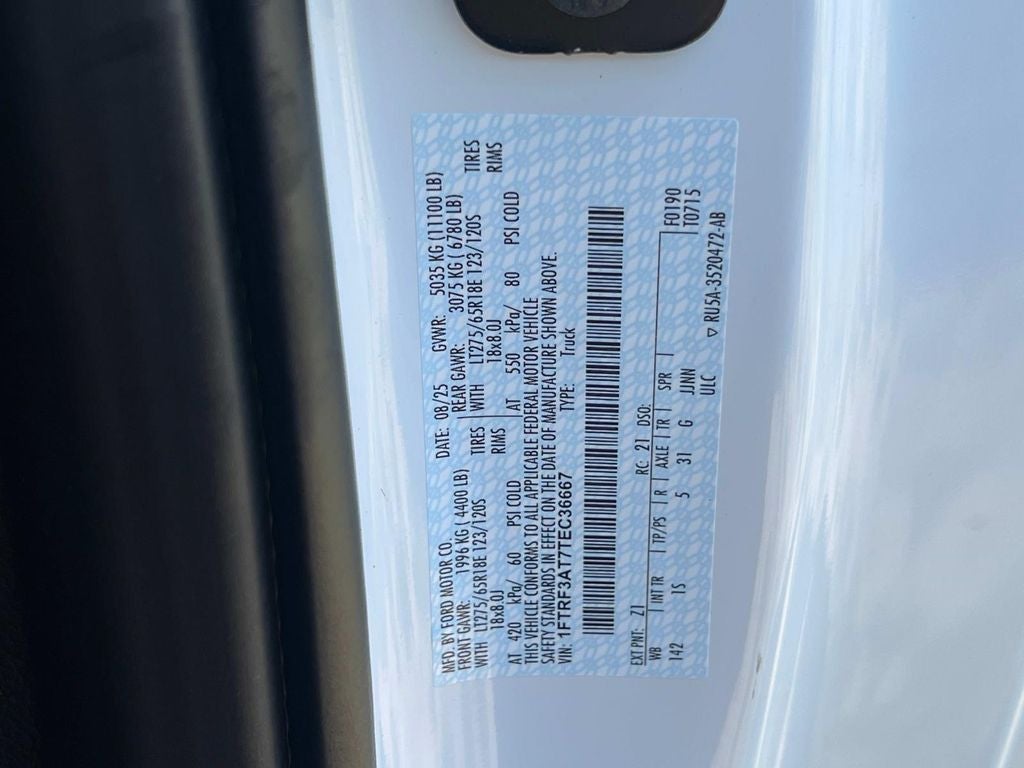 MFD. BY FORD MOTOR CO. DATE: 08/25 GVWR: 5035 KG (11100 LB)
FRONT GAWR: 1996 KG ( 4400 LB) REAR GAWR: 3075 KG ( 6780 LB)
WITH LT275/65R18E 123/120S TIRES WITH LT275/65R18E 123/120S TIRES
18x8.0J RIMS 18x8.0J RIMS
AT 420 kPa/ 60 PSI COLD AT 550 kPa/ 80 PSI COLD
THIS VEHICLE CONFORMS TO ALL APPLICABLE FEDERAL MOTOR VEHICLE
SAFETY STANDARDS IN EFFECT ON THE DATE OF MANUFACTURE SHOWN ABOVE.
VIN: 1FTRF3AT77TEC36667 TYPE: Truck
EXT PNT: Z1 RC: 21 DSO: F0190
WB INT TR TP/PS R AXLE TR SPR T0715
142 1S 5 31 G JJNN
ULC ▽ RU5A-3520472-AB